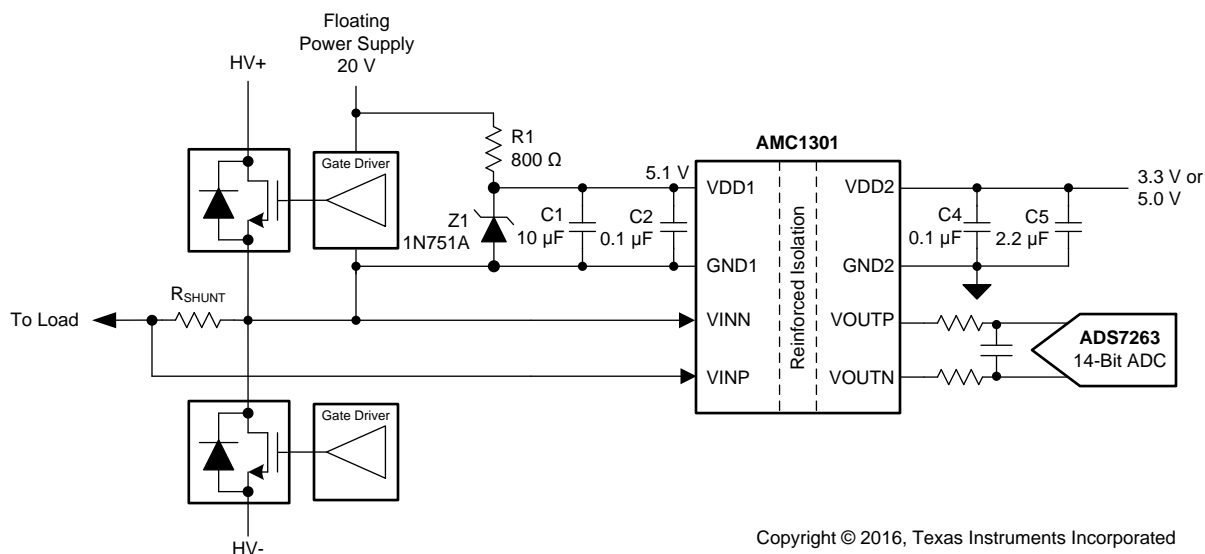 Floating
Power Supply
20 V
HV+
R1
800 Ω
AMC1301
Gate Driver
5.1 V
VDD1
VDD2
3.3 V or
5.0 V
Z1
1N751A
C1
10 µF
C2
0.1 µF
C4
0.1 µF
C5
2.2 µF
GND1
GND2
Reinforced Isolation
RSHUNT
To Load
VINN
VOUTP
ADS7263
14-Bit ADC
VINP
VOUTN
Gate Driver
HV-
Copyright © 2016, Texas Instruments Incorporated